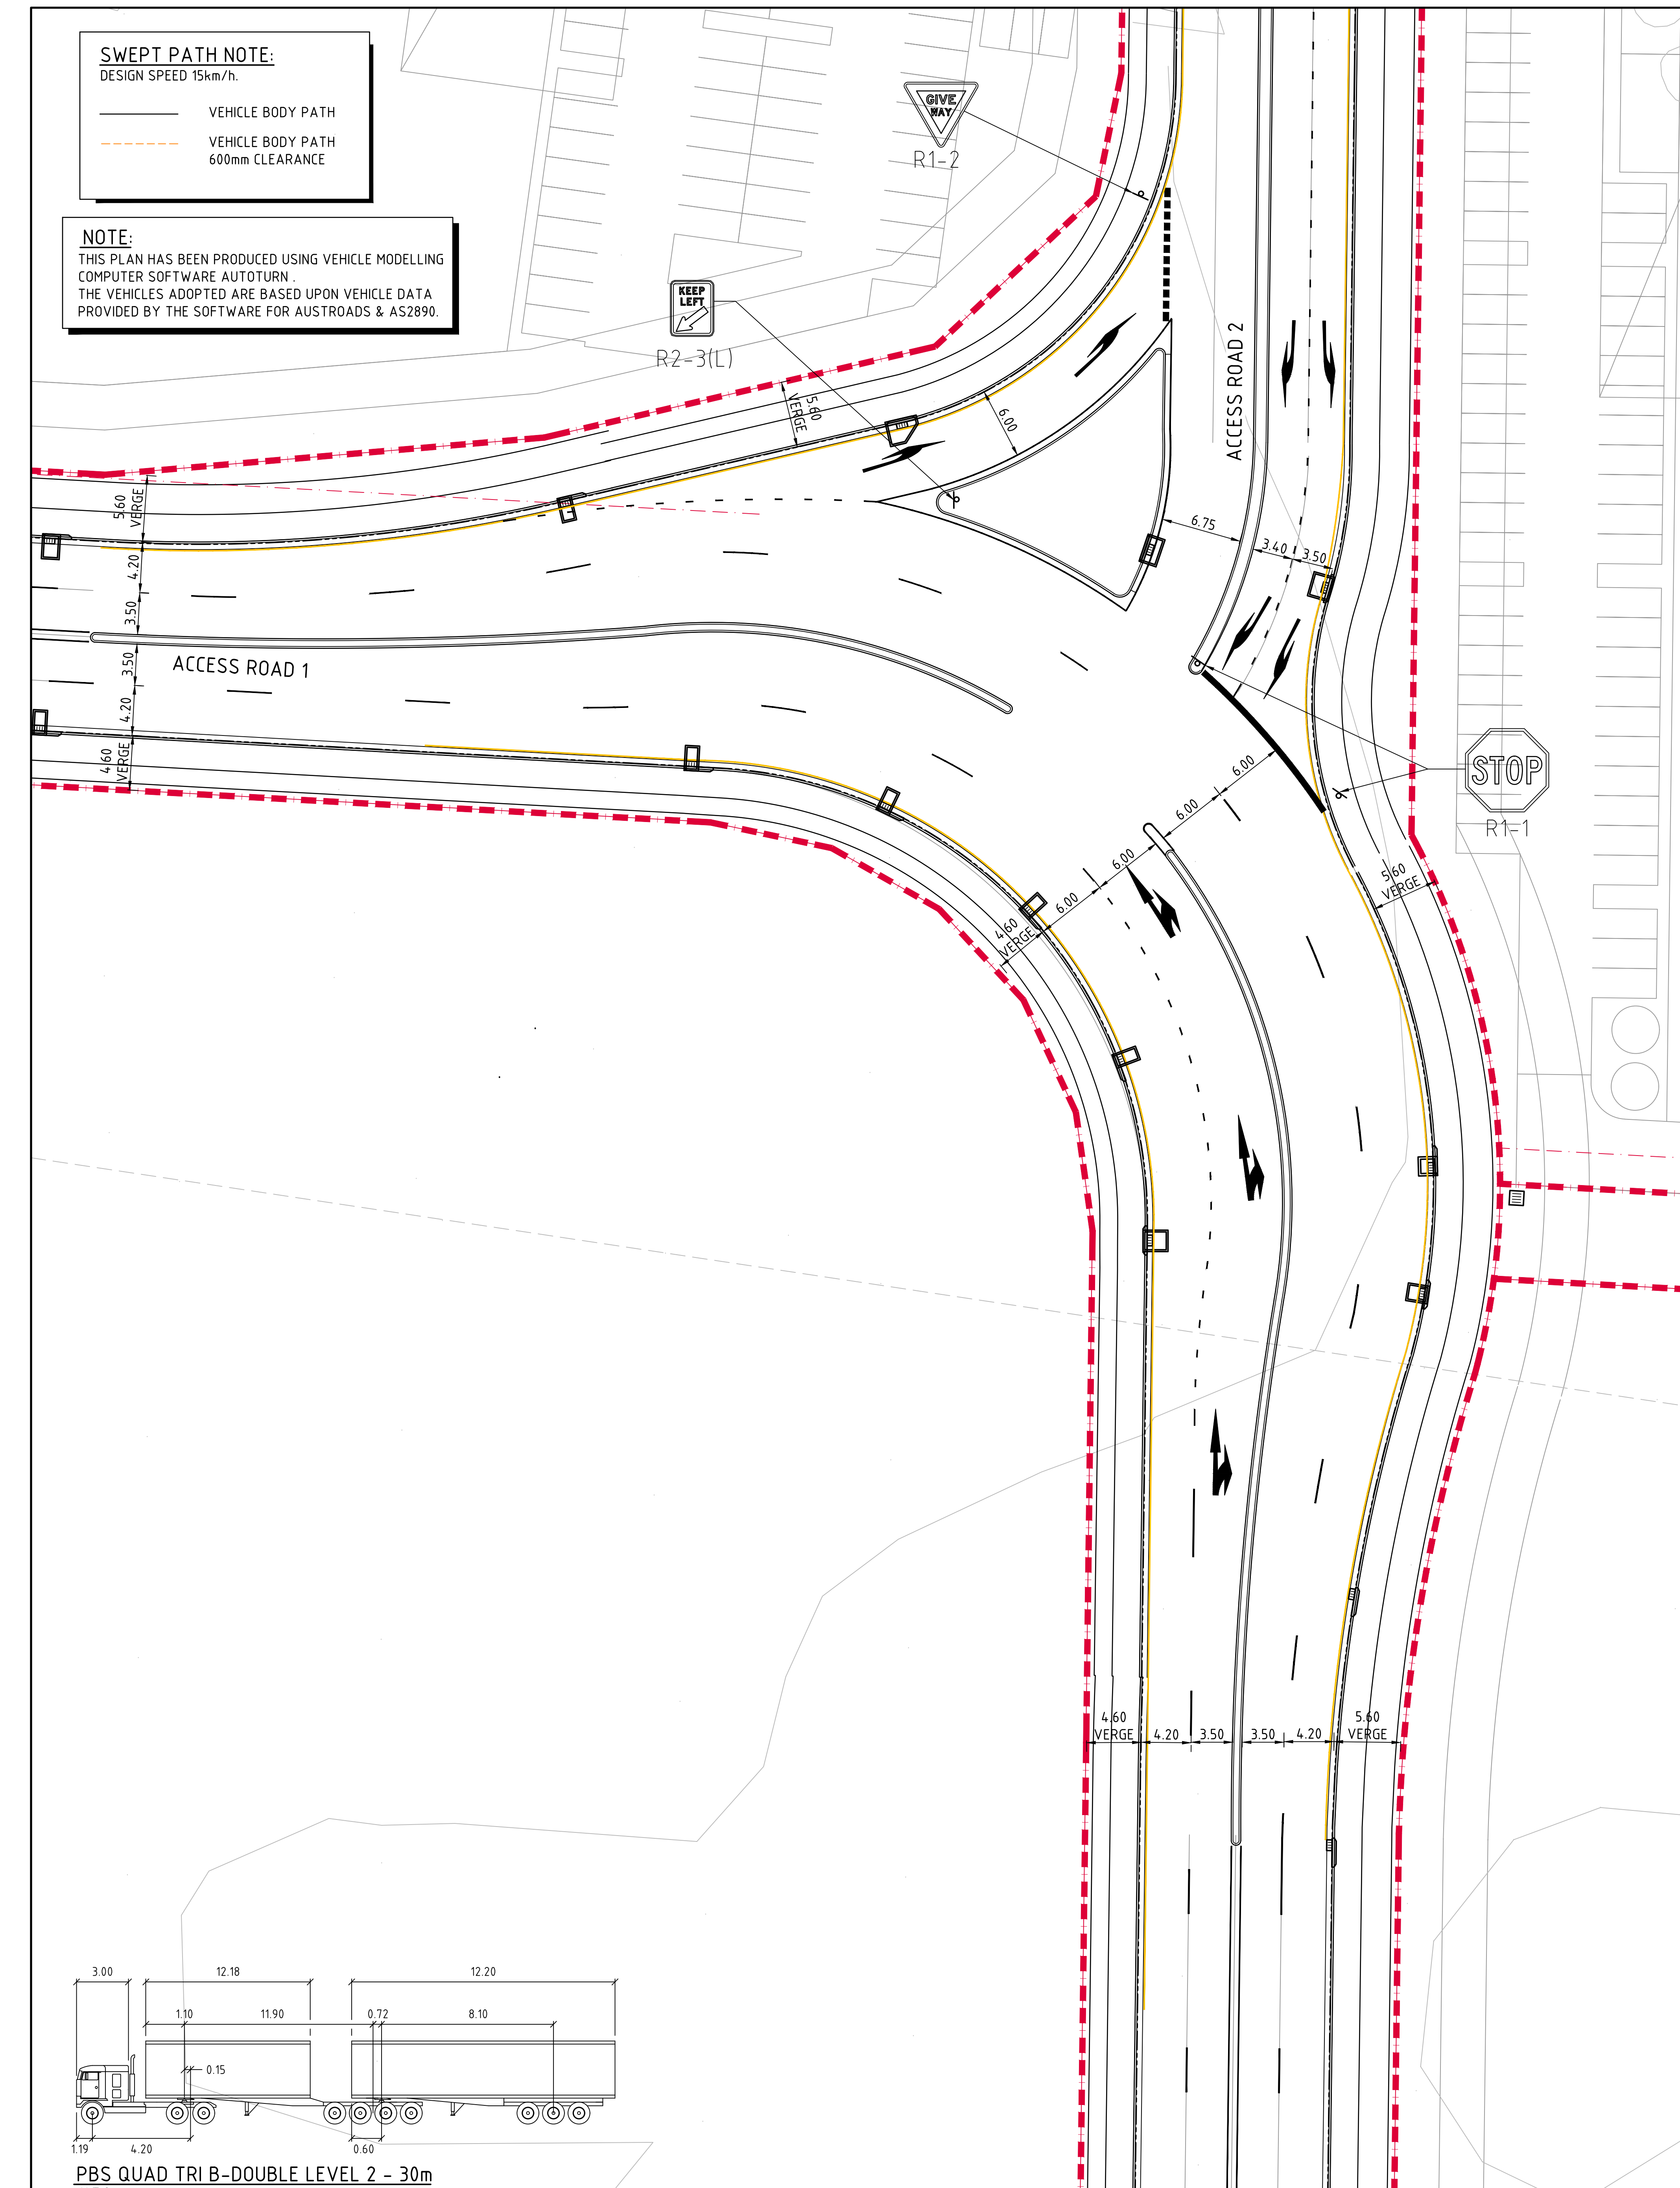 SWEPT PATH NOTE:
DESIGN SPEED 15km/h.
VEHICLE BODY PATH
VEHICLE BODY PATH
600mm CLEARANCE
NOTE:
THIS PLAN HAS BEEN PRODUCED USING VEHICLE MODELLING
COMPUTER SOFTWARE AUTOTURN .
THE VEHICLES ADOPTED ARE BASED UPON VEHICLE DATA
PROVIDED BY THE SOFTWARE FOR AUSTROADS & AS2890.
GIVE
WAY
R1-2
KEEP
LEFT
R2-3(L)
ACCESS ROAD 2
5.60
VERGE
6.00
5.60
VERGE
4.20
3.50
3.50
4.20
4.60
VERGE
ACCESS ROAD 1
6.75
3.40
3.50
STOP
R1-1
6.00
6.00
6.00
6.00
4.60
VERGE
5.60
VERGE
4.60
VERGE
4.20
3.50
3.50
4.20
5.60
VERGE
3.00
12.18
12.20
1.10
11.90
0.72
8.10
0.15
1.19
4.20
0.60
PBS QUAD TRI B-DOUBLE LEVEL 2 - 30m